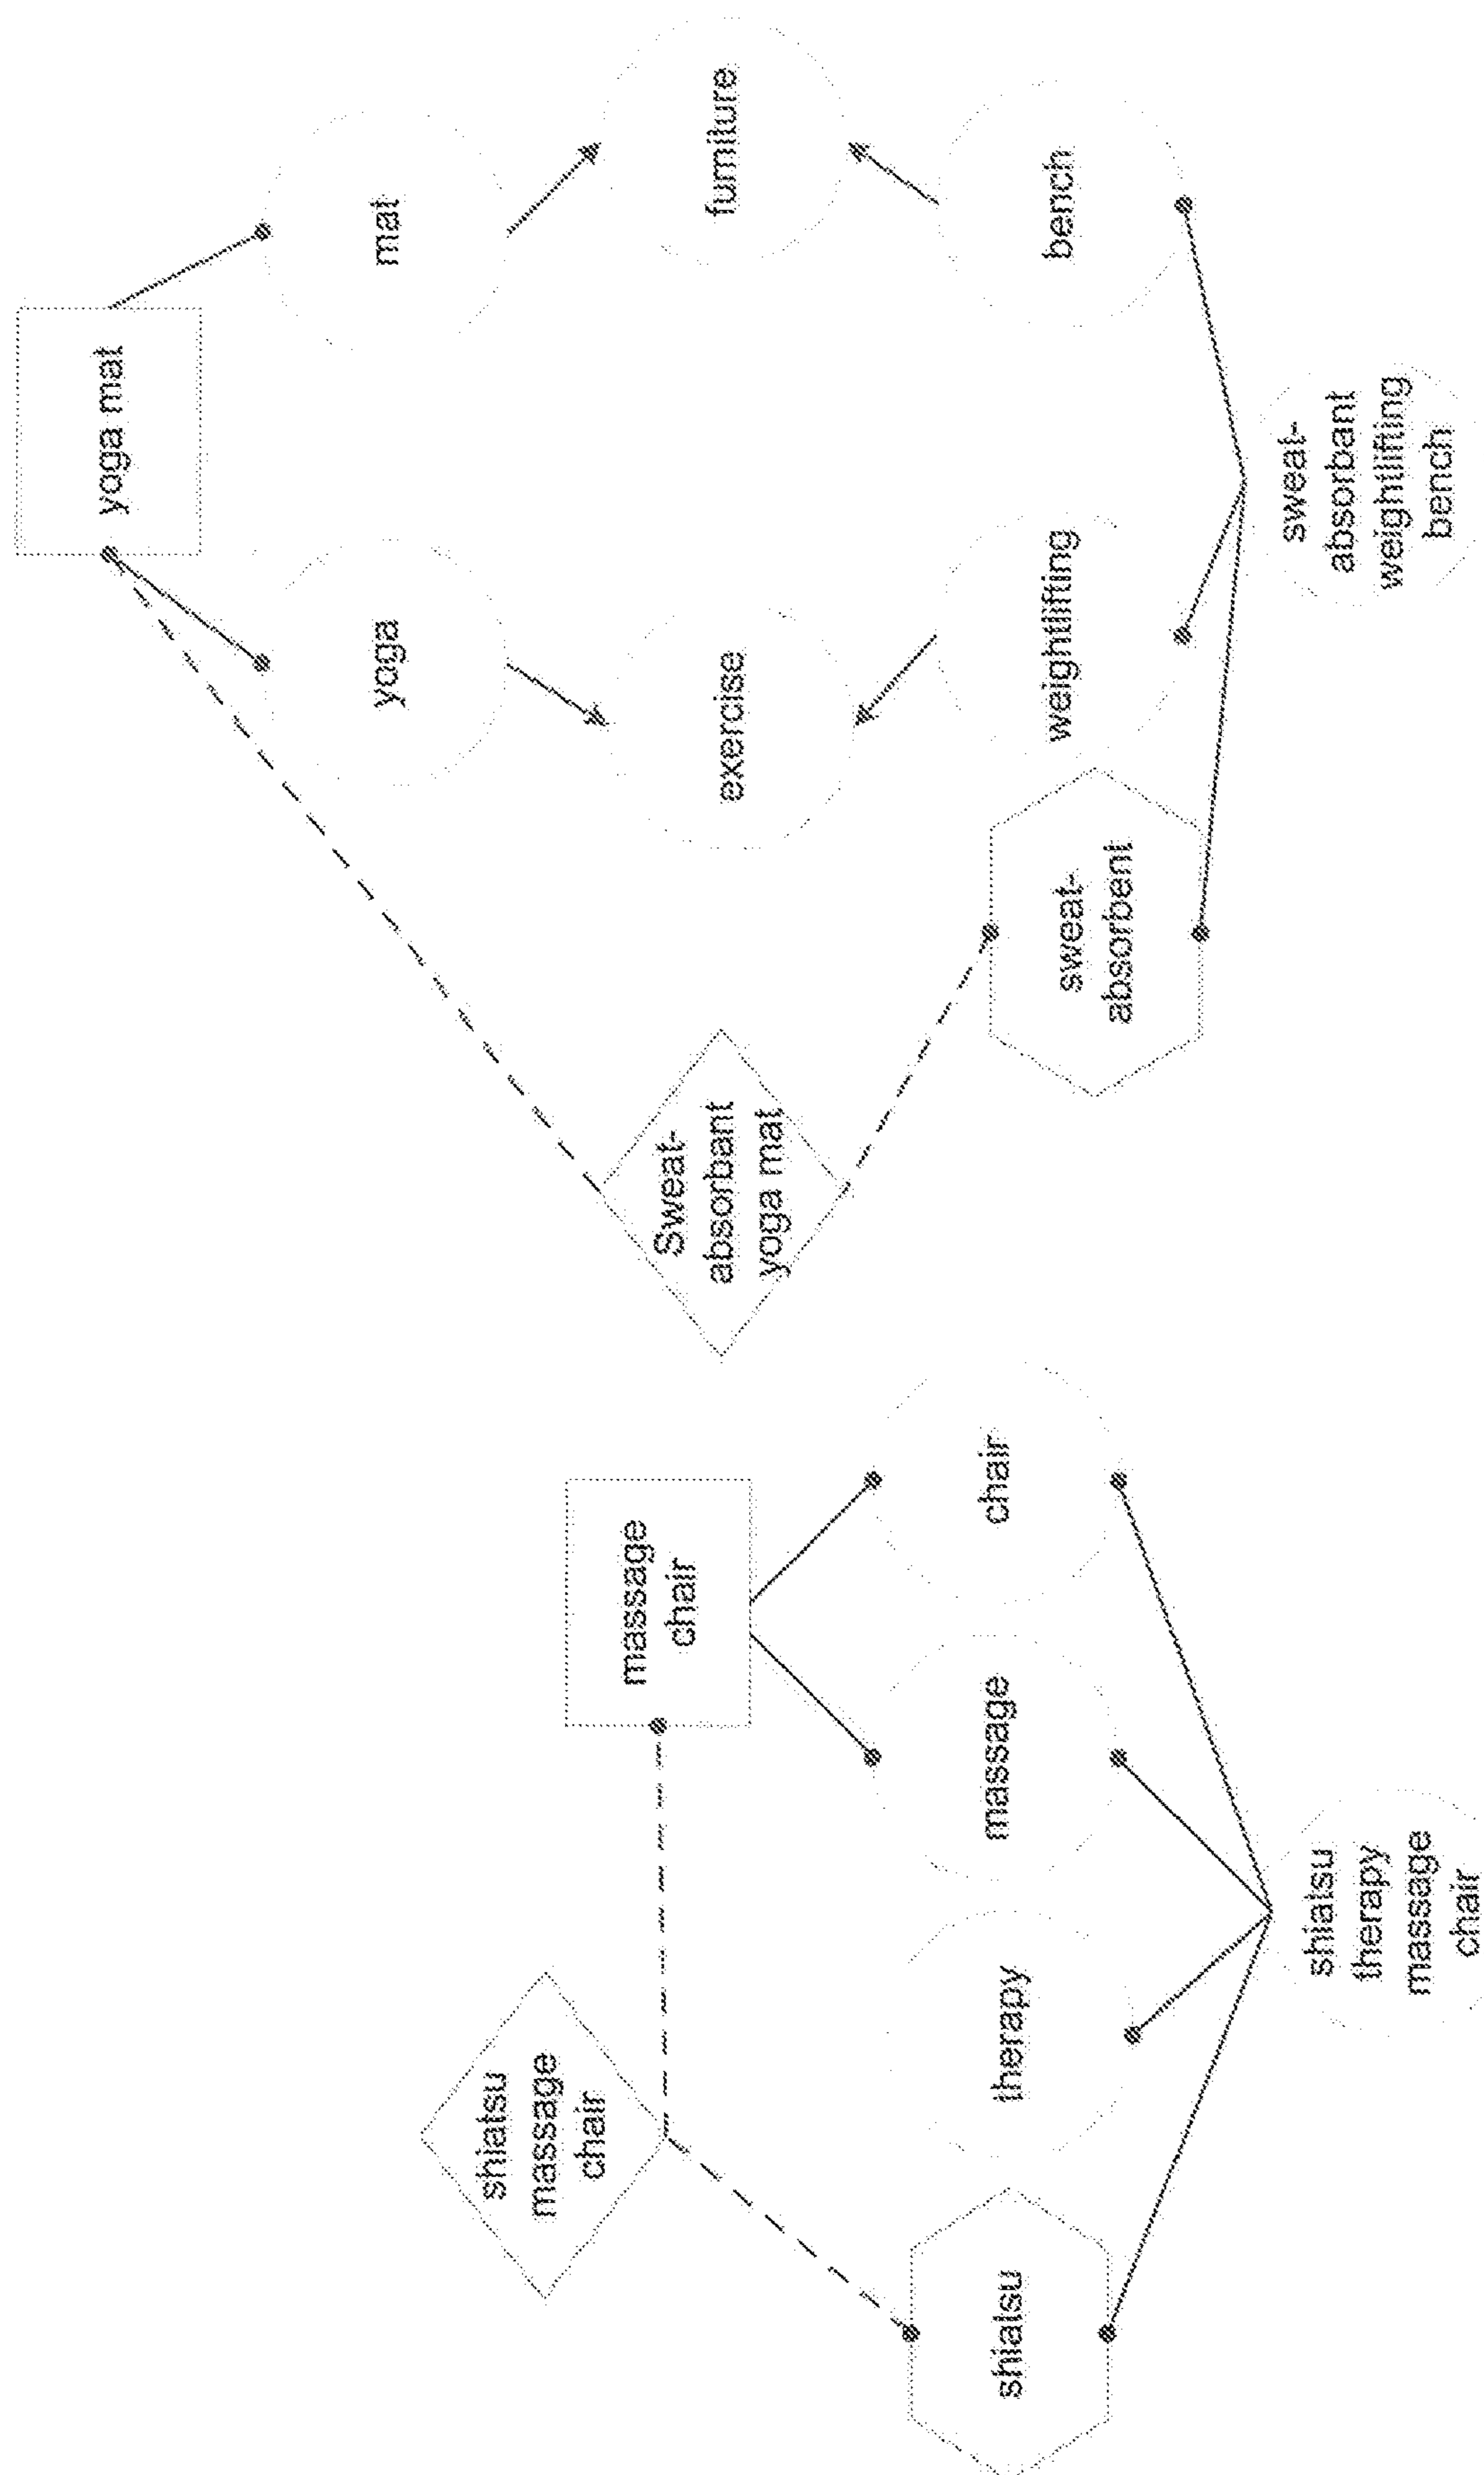 shiatsu
massage
chair
massage
chair
shiatsu
therapy
massage
chair
shiatsu
therapy
massage
chair
yoga mat
yoga
mat
Sweat-
absorbant
yoga mat
exercise
furniture
sweat-
absorbent
weightlifting
bench
sweat-
absorbant
weightlifting
bench